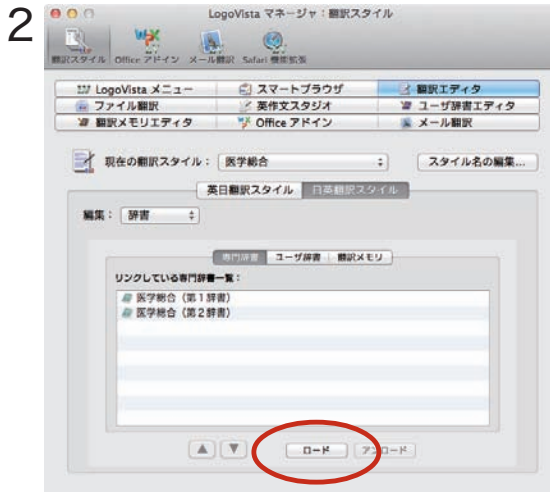 2
LogoVista マネージャ：翻訳スタイル
翻訳スタイル Office アドイン メール翻訳 Safari 機能拡張
LogoVista メニュー スマートブラウザ 翻訳エディタ
ファイル翻訳 英作文スタジオ ユーザ辞書エディタ
翻訳メモリエディタ Office アドイン メール翻訳
現在の翻訳スタイル： 医学総合 スタイル名の編集...
英日翻訳スタイル 日英翻訳スタイル
編集： 辞書
専門辞書 ユーザ辞書 翻訳メモリ
リンクしている専門辞書一覧：
医学総合（第1辞書）
医学総合（第2辞書）
ロード アンロード